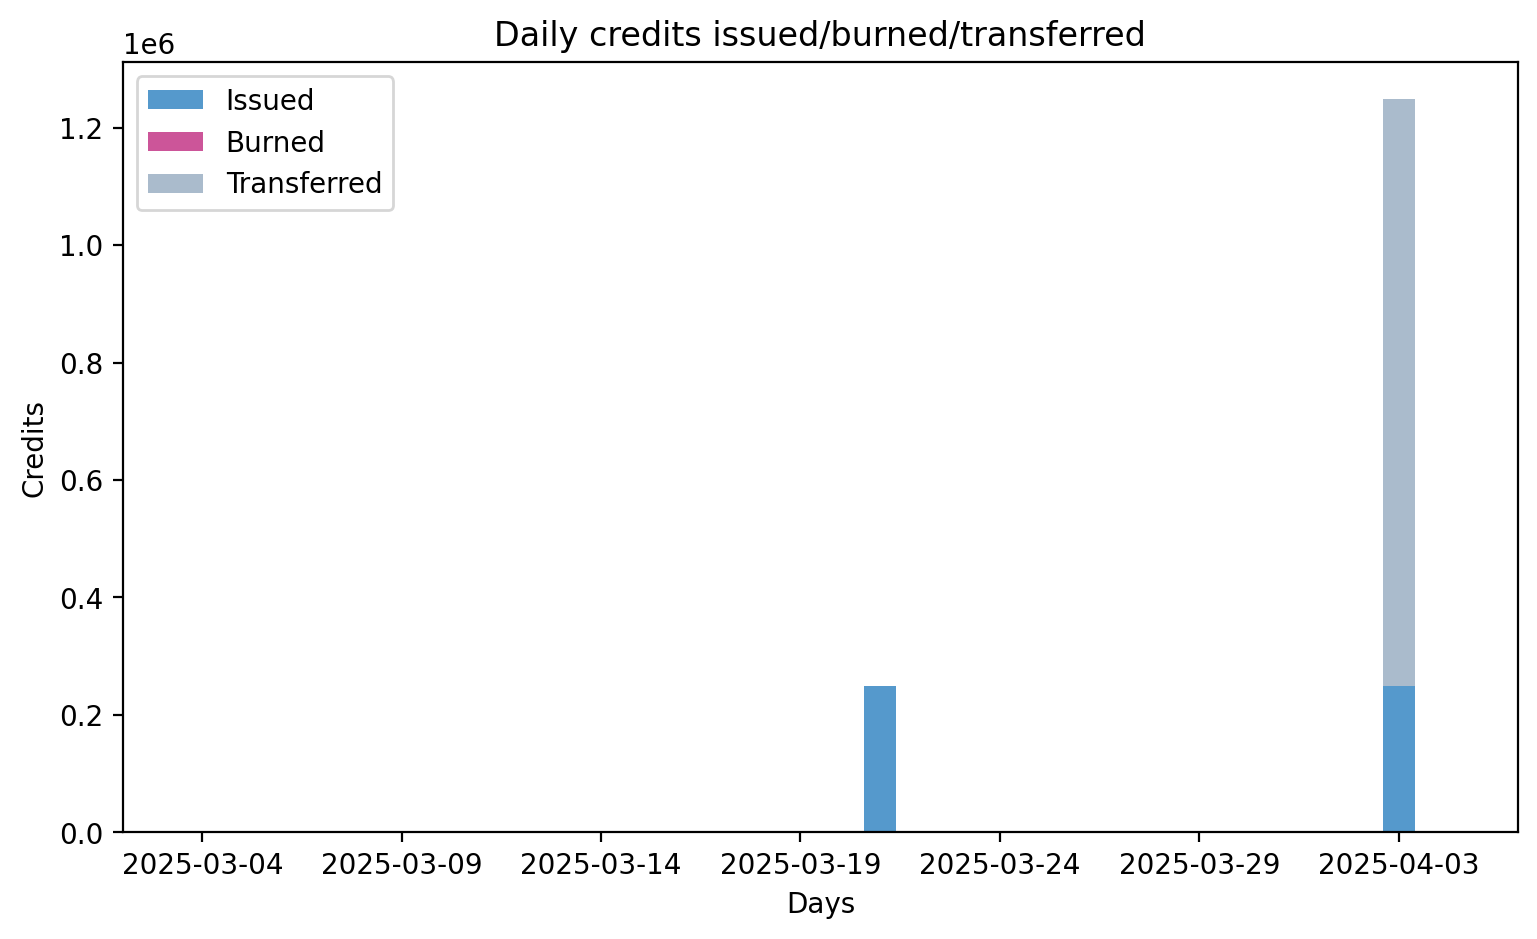 Daily credits issued/burned/transferred
1e6
Issued
Burned
Transferred
1.2
1.0
0.8
0.6
0.4
0.2
0.0
Credits
2025-03-04 2025-03-09 2025-03-14 2025-03-19 2025-03-24 2025-03-29 2025-04-03
Days